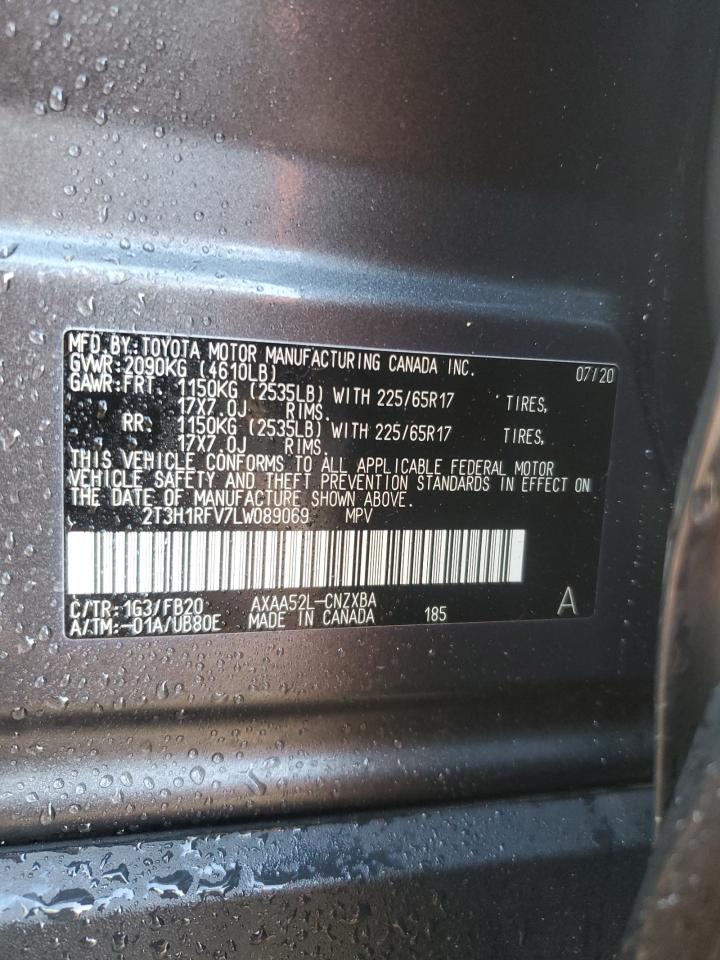 MFD.BY:TOYOTA MOTOR MANUFACTURING CANADA INC. 07/20
GVWR:2090KG (4610LB)
GAWR:FRT. 1150KG (2535LB) WITH 225/65R17 TIRES,
17X7.0J RIMS.
RR: 1150KG (2535LB) WITH 225/65R17 TIRES,
17X7.0J RIMS.
THIS VEHICLE CONFORMS TO ALL APPLICABLE FEDERAL MOTOR
VEHICLE SAFETY AND THEFT PREVENTION STANDARDS IN EFFECT ON
THE DATE OF MANUFACTURE SHOWN ABOVE.
2T3H1RFV7LW089069 MPV
C/TR:1G3/FB20 AXAA52L-CNZXBA A
A/TM:-01A/UB80E MADE IN CANADA 185